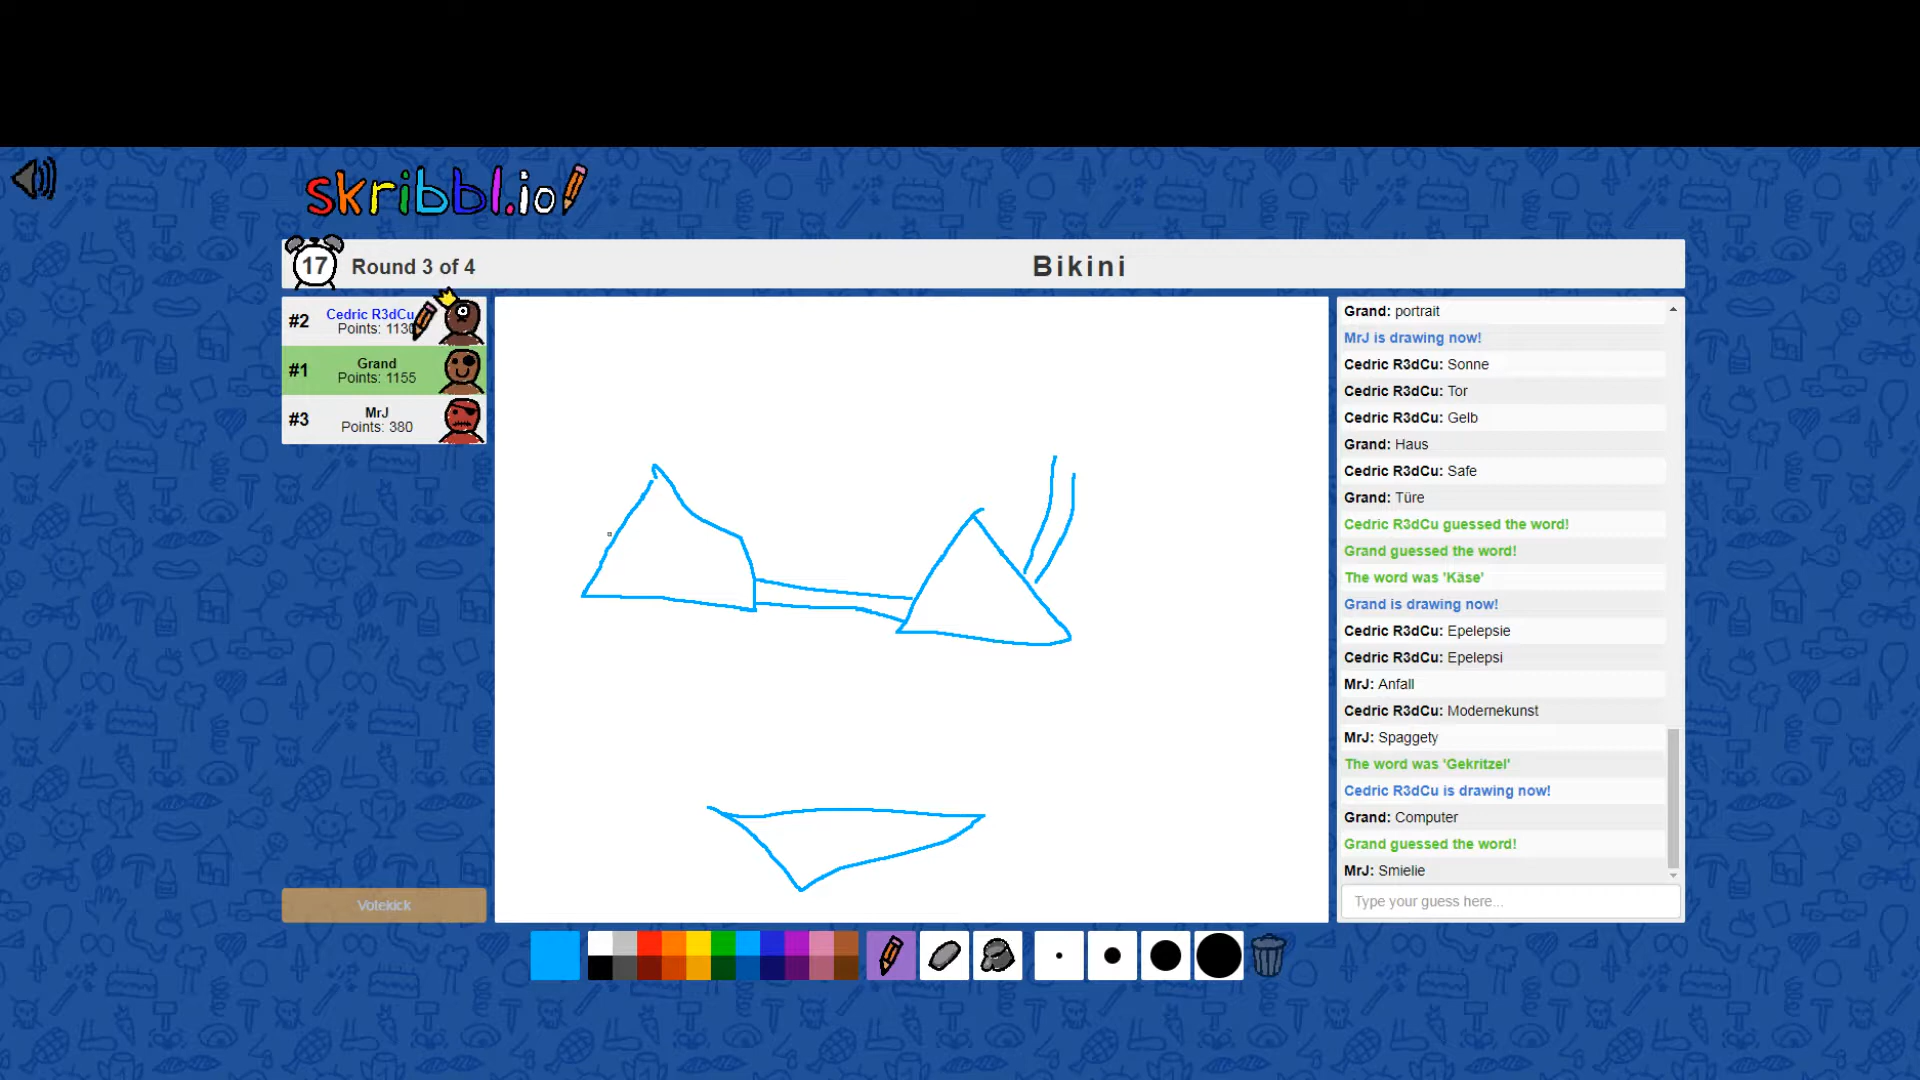 skribbl.io
17
Round 3 of 4
Bikini
#2
Cedric R3dCu
Points: 1130
#1
Grand
Points: 1155
#3
MrJ
Points: 380
Votekick
Grand: portrait
MrJ is drawing now!
Cedric R3dCu: Sonne
Cedric R3dCu: Tor
Cedric R3dCu: Gelb
Grand: Haus
Cedric R3dCu: Safe
Grand: Türe
Cedric R3dCu guessed the word!
Grand guessed the word!
The word was 'Käse'
Grand is drawing now!
Cedric R3dCu: Epelepsie
Cedric R3dCu: Epelepsi
MrJ: Anfall
Cedric R3dCu: Modernekunst
MrJ: Spaggety
The word was 'Gekritzel'
Cedric R3dCu is drawing now!
Grand: Computer
Grand guessed the word!
MrJ: Smielie
Type your guess here...